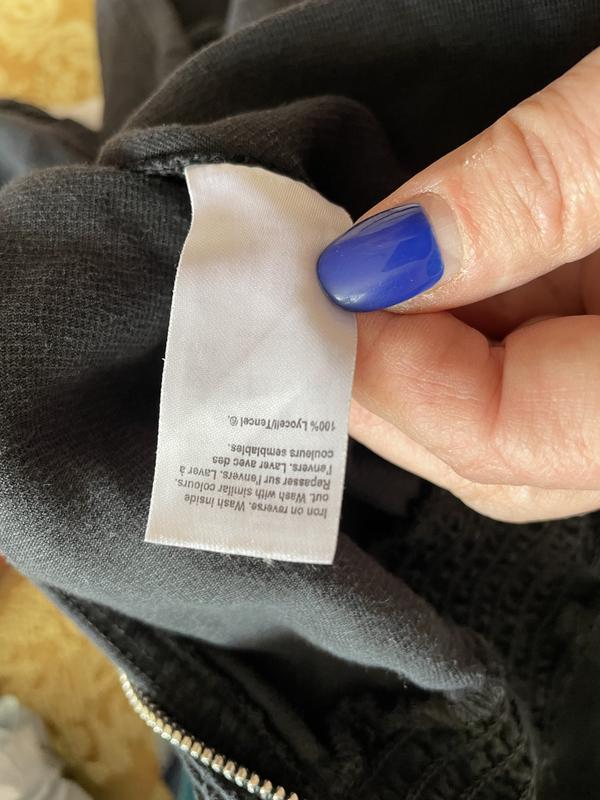 Iron on reverse. Wash inside
out. Wash with similar colours.
Repasser sur l'envers. Laver à
l'envers. Laver avec des
couleurs semblables.
100% Lyocell/Tencel ®.